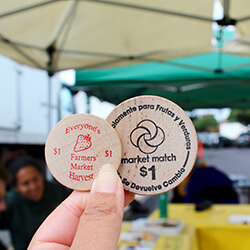 Everyone's
$1 $1
Farmers'
Market
Harvest
Solamente para Frutas y Verduras
market match
$1
No se Devuelve Cambio